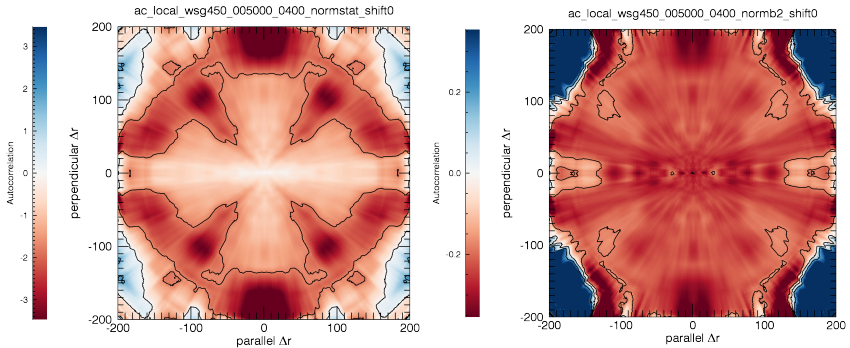 ac_local_wsg450_005000_0400_normstat_shift0
3
2
1
0
-1
-2
-3
Autocorrelation
200
100
0
-100
-200
perpendicular Δr
-200 -100 0 100 200
parallel Δr
ac_local_wsg450_005000_0400_normb2_shift0
0.2
0.0
-0.2
Autocorrelation
200
100
0
-100
-200
perpendicular Δr
-200 -100 0 100 200
parallel Δr